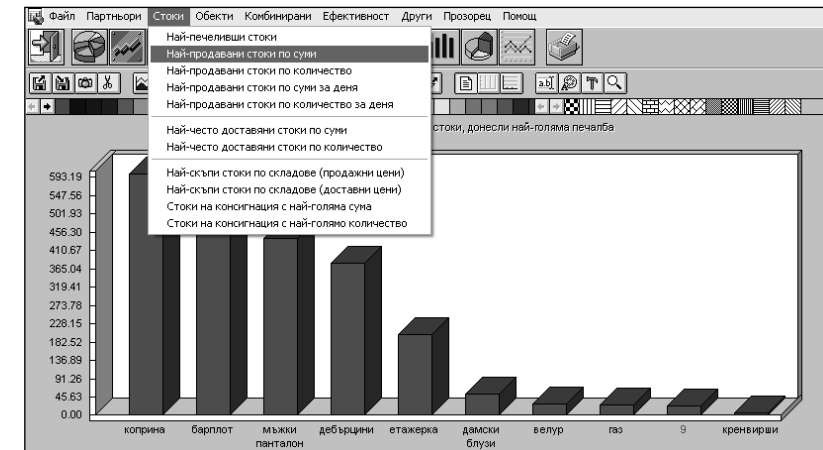 Файл Партньори Стоки Обекти Комбинирани Ефективност Други Прозорец Помощ
Най-печеливши стоки
Най-продавани стоки по суми
Най-продавани стоки по количество
Най-продавани стоки по суми за деня
Най-продавани стоки по количество за деня
Най-често доставяни стоки по суми
Най-често доставяни стоки по количество
Най-скъпи стоки по складове (продажни цени)
Най-скъпи стоки по складове (доставни цени)
Стоки на консигнация с най-голяма сума
Стоки на консигнация с най-голямо количество
a.b
стоки, донесли най-голяма печалба
593.19
547.56
501.93
456.30
410.67
365.04
319.41
273.78
228.15
182.52
136.89
91.26
45.63
0.00
коприна барплот мъжки панталон дебърцини етажерка дамски блузи велур газ 9 кренвирши